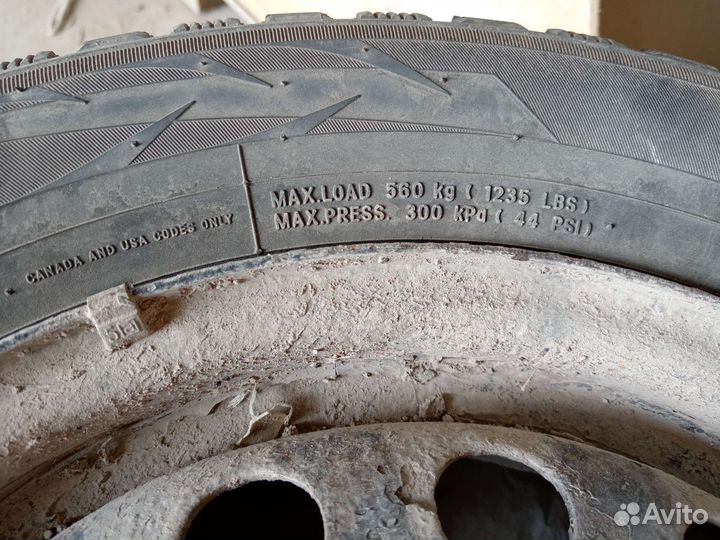 MAX.LOAD 560 kg ( 1235 LBS)
MAX.PRESS. 300 KPa ( 44 PSI)
CANADA AND USA CODES ONLY
Avito